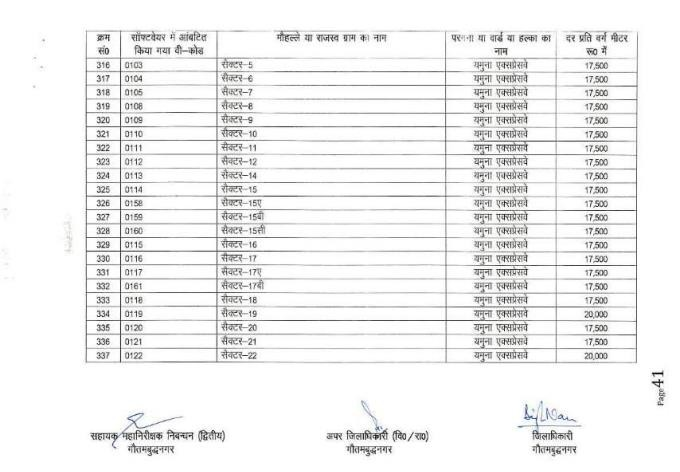 क्रम सं0 | सॉफ्टवेयर में आंबटित किया गया वी–कोड | मौहल्ले या राजस्व ग्राम का नाम | परगना या वार्ड या हल्का का नाम | दर प्रति वर्ग मीटर रू0 में
316 | 0103 | सैक्टर–5 | यमुना एक्सप्रेसवे | 17,500
317 | 0104 | सैक्टर–6 | यमुना एक्सप्रेसवे | 17,500
318 | 0105 | सैक्टर–7 | यमुना एक्सप्रेसवे | 17,500
319 | 0108 | सैक्टर–8 | यमुना एक्सप्रेसवे | 17,500
320 | 0109 | सैक्टर–9 | यमुना एक्सप्रेसवे | 17,500
321 | 0110 | सैक्टर–10 | यमुना एक्सप्रेसवे | 17,500
322 | 0111 | सैक्टर–11 | यमुना एक्सप्रेसवे | 17,500
323 | 0112 | सैक्टर–12 | यमुना एक्सप्रेसवे | 17,500
324 | 0113 | सैक्टर–14 | यमुना एक्सप्रेसवे | 17,500
325 | 0114 | सैक्टर–15 | यमुना एक्सप्रेसवे | 17,500
326 | 0158 | सैक्टर–15ए | यमुना एक्सप्रेसवे | 17,500
327 | 0159 | सैक्टर–15बी | यमुना एक्सप्रेसवे | 17,500
328 | 0160 | सैक्टर–15सी | यमुना एक्सप्रेसवे | 17,500
329 | 0115 | सैक्टर–16 | यमुना एक्सप्रेसवे | 17,500
330 | 0116 | सैक्टर–17 | यमुना एक्सप्रेसवे | 17,500
331 | 0117 | सैक्टर–17ए | यमुना एक्सप्रेसवे | 17,500
332 | 0161 | सैक्टर–17बी | यमुना एक्सप्रेसवे | 17,500
333 | 0118 | सैक्टर–18 | यमुना एक्सप्रेसवे | 17,500
334 | 0119 | सैक्टर–19 | यमुना एक्सप्रेसवे | 20,000
335 | 0120 | सैक्टर–20 | यमुना एक्सप्रेसवे | 17,500
336 | 0121 | सैक्टर–21 | यमुना एक्सप्रेसवे | 17,500
337 | 0122 | सैक्टर–22 | यमुना एक्सप्रेसवे | 20,000
Page41
सहायक महानिरीक्षक निबन्धन (द्वितीय)
गौतमबुद्धनगर
अपर जिलाधिकारी (वि0/रा0)
गौतमबुद्धनगर
जिलाधिकारी
गौतमबुद्धनगर